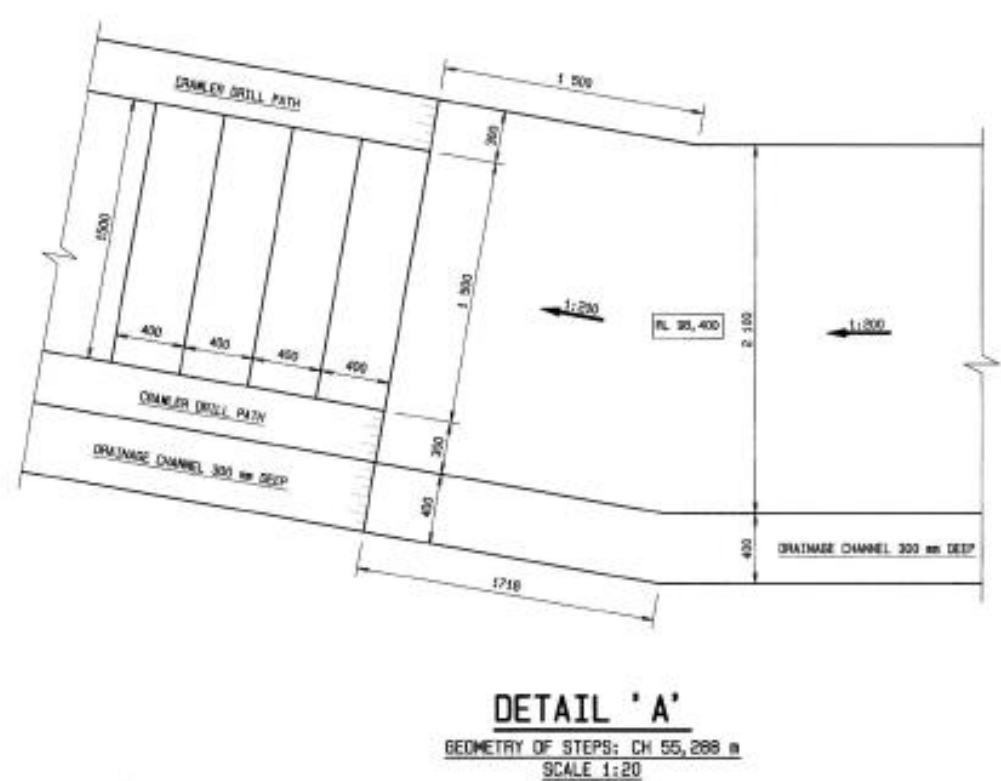 CRAWLER DRILL PATH
1 500
300
1500
1 500
1:200
RL 98,400
2 100
1:200
400
400
400
400
CRAWLER DRILL PATH
300
DRAINAGE CHANNEL 300 mm DEEP
400
400
DRAINAGE CHANNEL 300 mm DEEP
1718
DETAIL 'A'
GEOMETRY OF STEPS: CH 55,288 m
SCALE 1:20